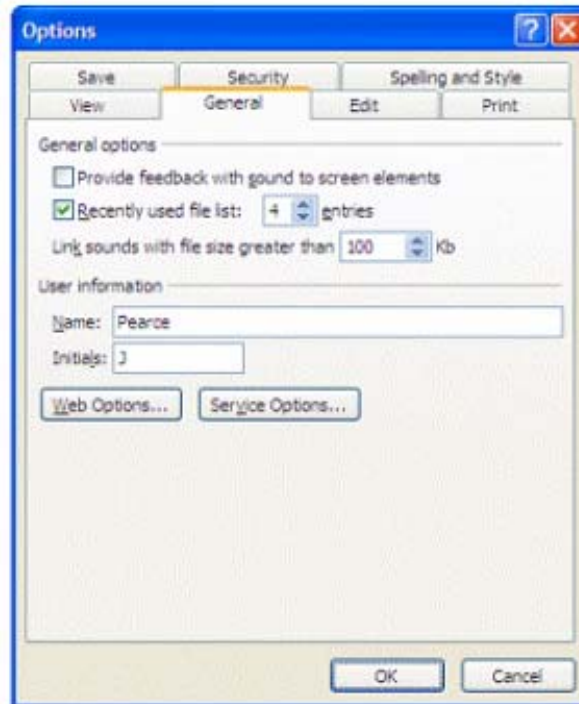 Options
Save Security Spelling and Style
View General Edit Print
General options
Provide feedback with sound to screen elements
Recently used file list: 4 entries
Link sounds with file size greater than 100 Kb
User information
Name: Pearce
Initials: J
Web Options... Service Options...
OK Cancel